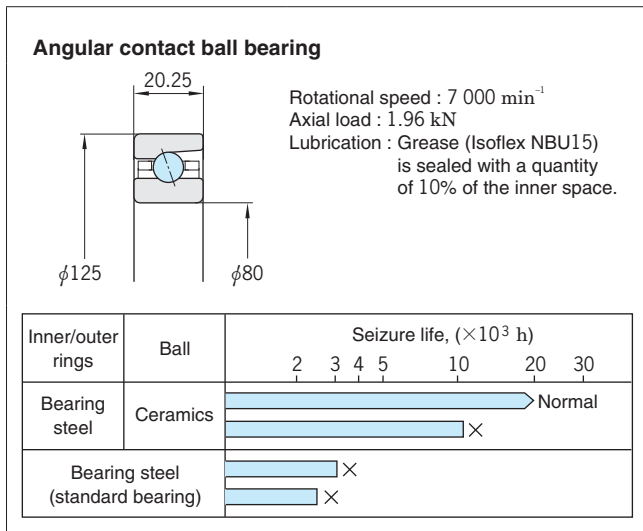 Angular contact ball bearing
20.25
Rotational speed : 7 000 min⁻¹
Axial load : 1.96 kN
Lubrication : Grease (Isoflex NBU15)
is sealed with a quantity
of 10% of the inner space.
ϕ125
ϕ80
Inner/outer
rings
Ball
Seizure life, (×10³ h)
2 3 4 5 10 20 30
Bearing
steel
Ceramics
Normal
×
Bearing steel
(standard bearing)
×
×